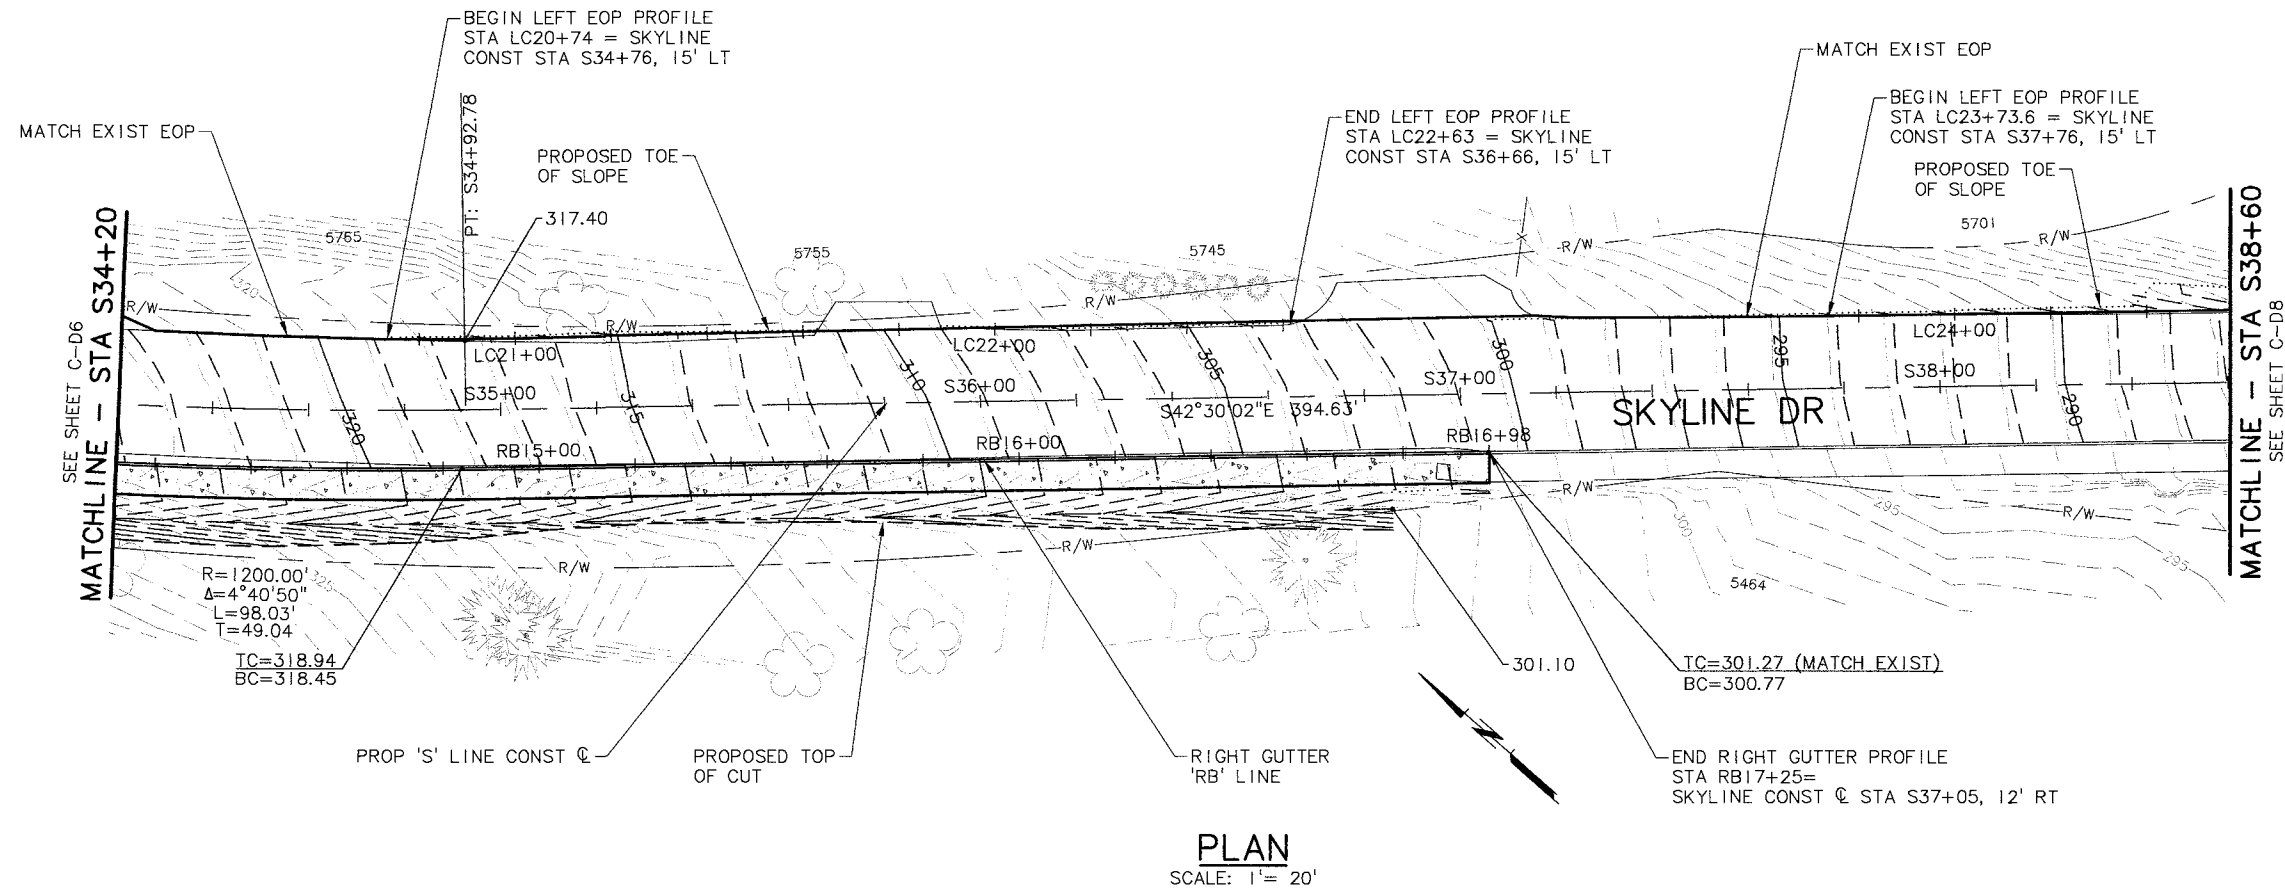 BEGIN LEFT EOP PROFILE
STA LC20+74 = SKYLINE
CONST STA S34+76, 15' LT
MATCH EXIST EOP
PT: S34+92.78
PROPOSED TOE
OF SLOPE
317.40
END LEFT EOP PROFILE
STA LC22+63 = SKYLINE
CONST STA S36+66, 15' LT
MATCH EXIST EOP
BEGIN LEFT EOP PROFILE
STA LC23+73.6 = SKYLINE
CONST STA S37+76, 15' LT
PROPOSED TOE
OF SLOPE
SEE SHEET C-D6
MATCHLINE - STA S34+20
MATCHLINE - STA S38+60
SEE SHEET C-D8
5765
5755
5745
5701
320
R/W
R/W
R/W
R/W
R/W
LC21+00
LC22+00
LC24+00
S35+00
S36+00
S37+00
S38+00
320
315
310
305
300
295
290
S42°30'02"E 394.63'
SKYLINE DR
RB15+00
RB16+00
RB16+98
R/W
R/W
R/W
R/W
325
300
295
295
5464
R=1200.00'
Δ=4°40'50"
L=98.03'
T=49.04'
TC=318.94
BC=318.45
301.10
TC=301.27 (MATCH EXIST)
BC=300.77
PROP 'S' LINE CONST ℄
PROPOSED TOP
OF CUT
RIGHT GUTTER
'RB' LINE
N
END RIGHT GUTTER PROFILE
STA RB17+25=
SKYLINE CONST ℄ STA S37+05, 12' RT
PLAN
SCALE: 1'= 20'